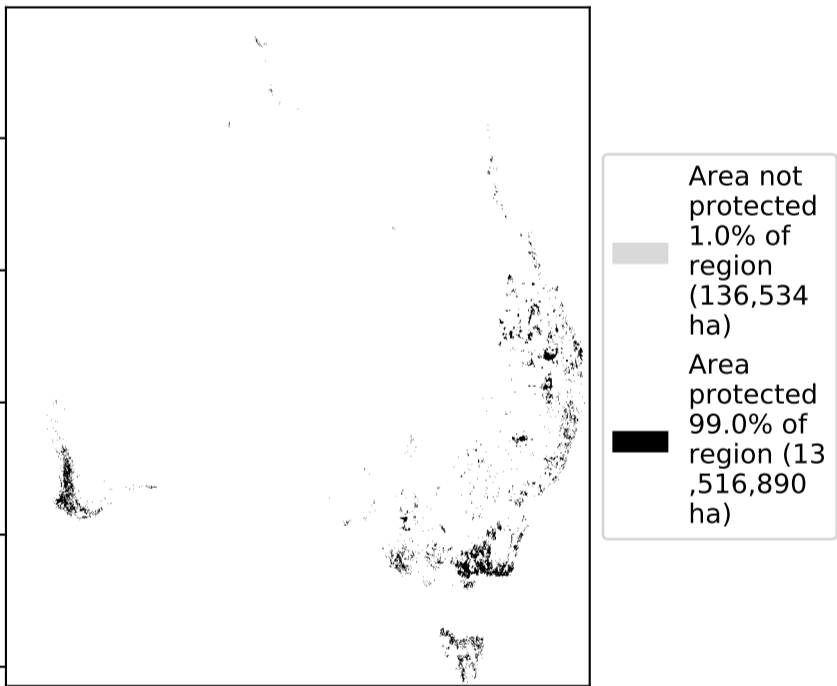 Area not
protected
1.0% of
region
(136,534
ha)
Area
protected
99.0% of
region (13
,516,890
ha)